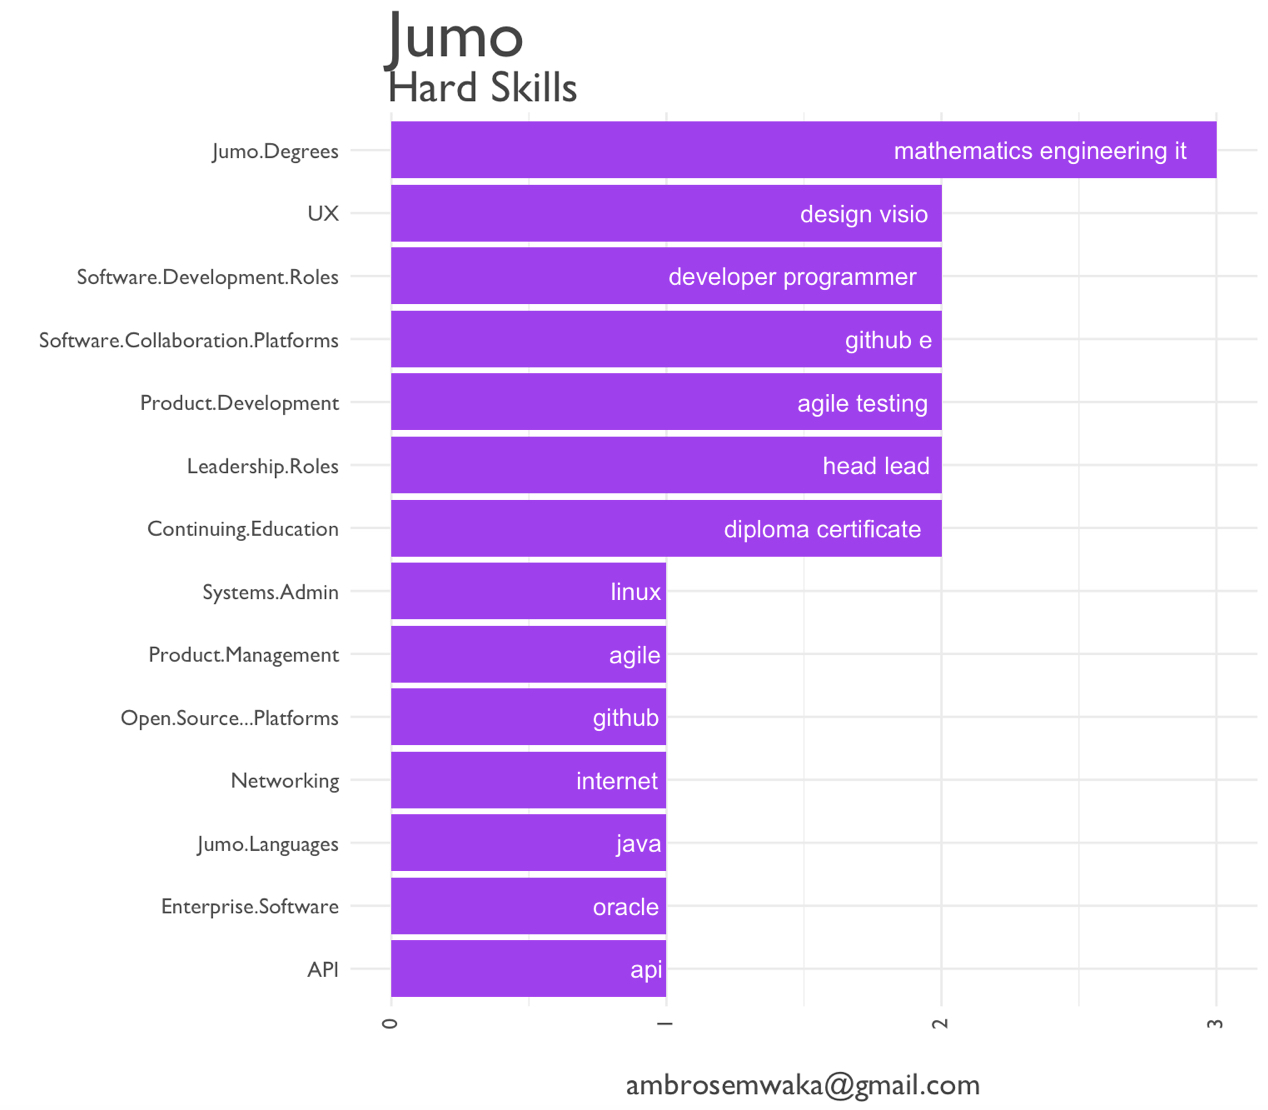 Jumo
Hard Skills
Jumo.Degrees mathematics engineering it
UX design visio
Software.Development.Roles developer programmer
Software.Collaboration.Platforms github e
Product.Development agile testing
Leadership.Roles head lead
Continuing.Education diploma certificate
Systems.Admin linux
Product.Management agile
Open.Source...Platforms github
Networking internet
Jumo.Languages java
Enterprise.Software oracle
API api
0 1 2 3
ambrosemwaka@gmail.com